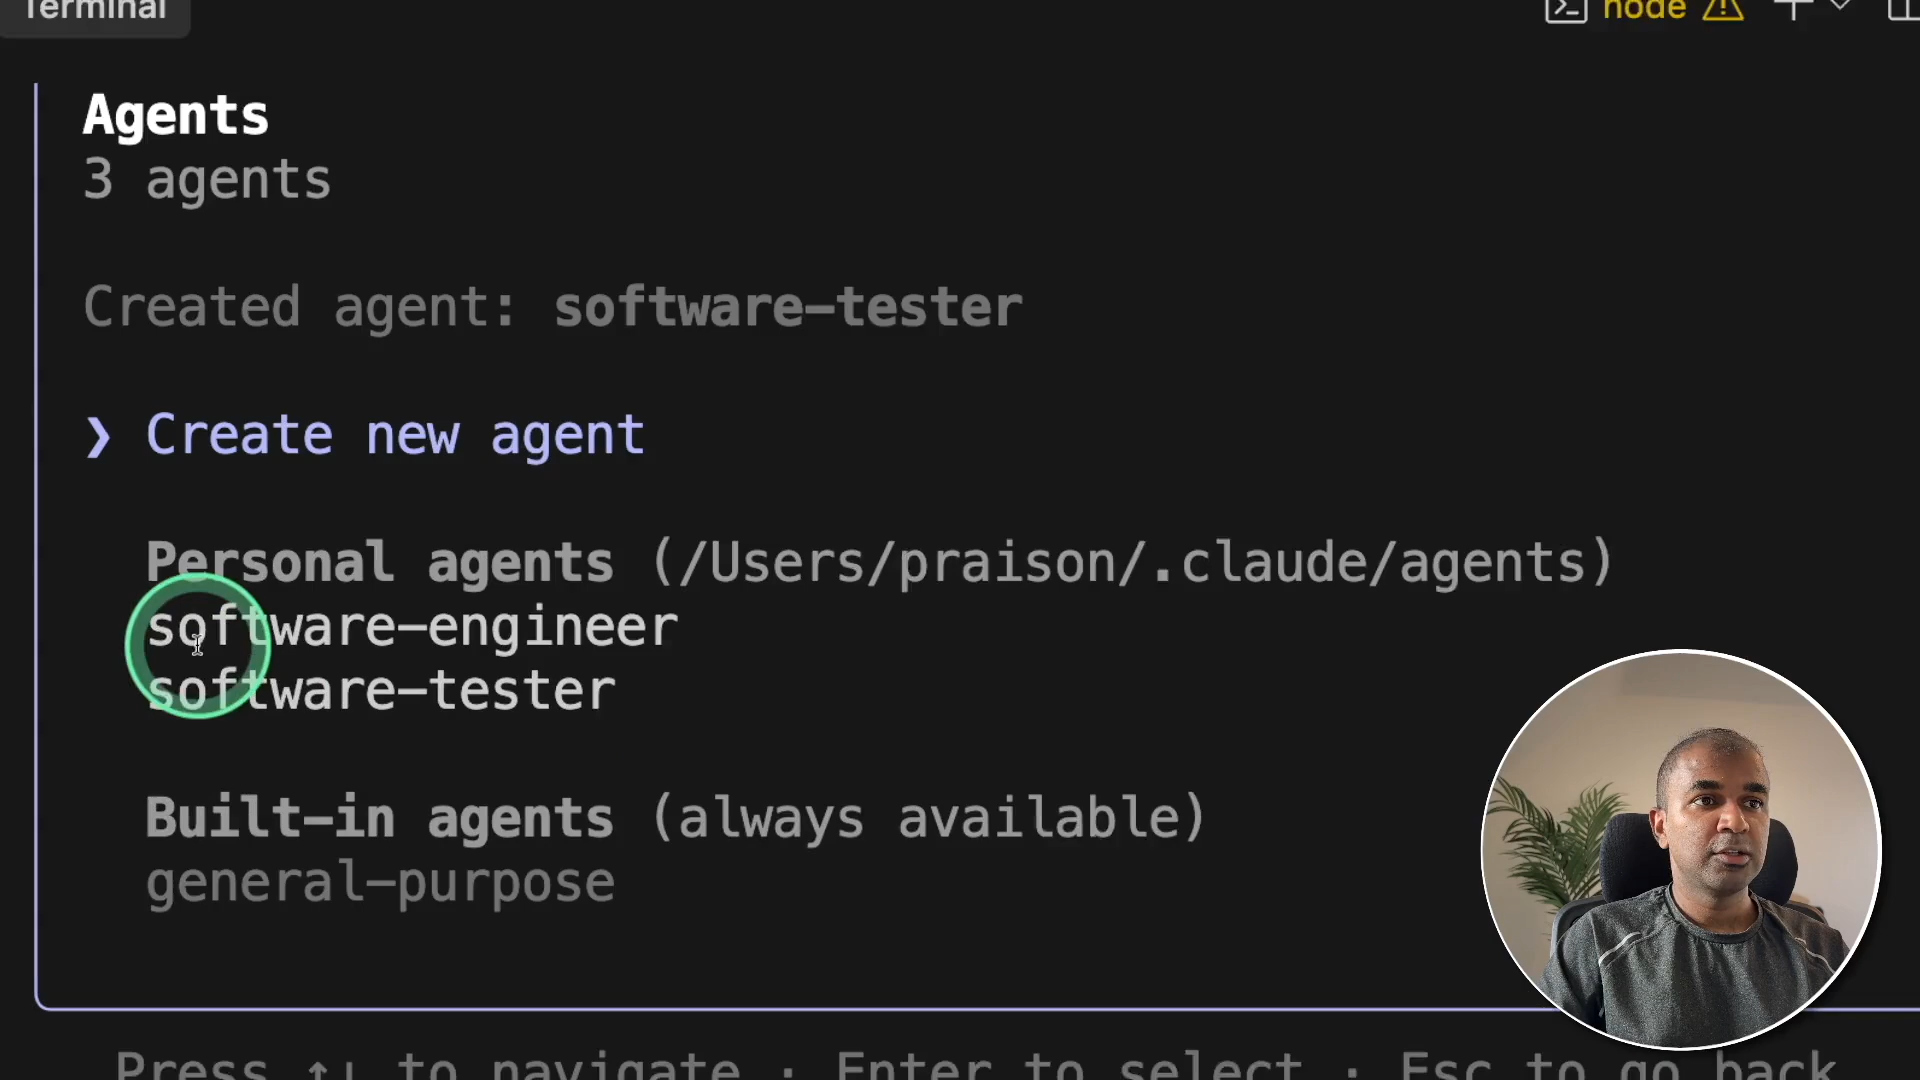 Terminal
node
Agents
3 agents
Created agent: software-tester
❯ Create new agent
Personal agents (/Users/praison/.claude/agents)
software-engineer
software-tester
Built-in agents (always available)
general-purpose
Press ↑↓ to navigate · Enter to select · Esc to go back